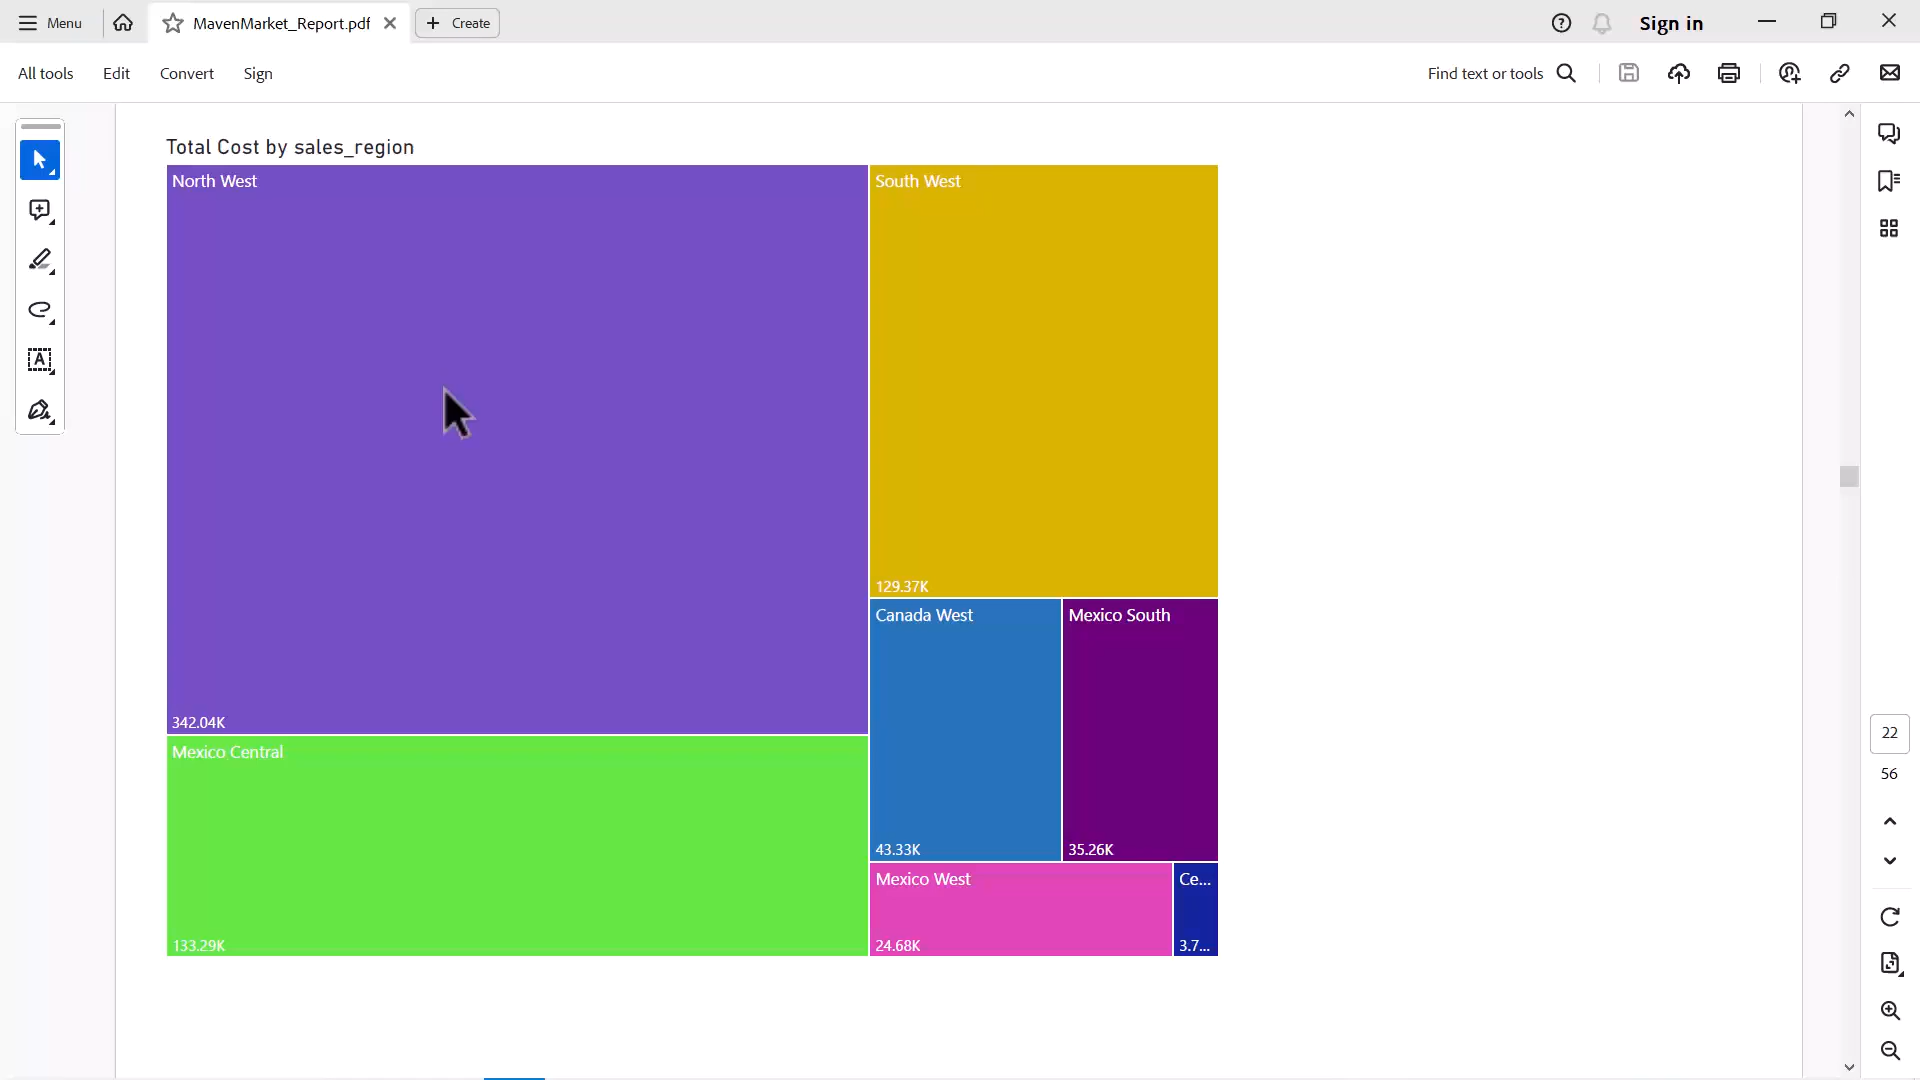 Menu
MavenMarket_Report.pdf
Create
Sign in
All tools
Edit
Convert
Sign
Find text or tools
Total Cost by sales_region
North West
342.04K
South West
129.37K
Canada West
43.33K
Mexico South
35.26K
Mexico Central
133.29K
Mexico West
24.68K
Ce...
3.7...
22
56